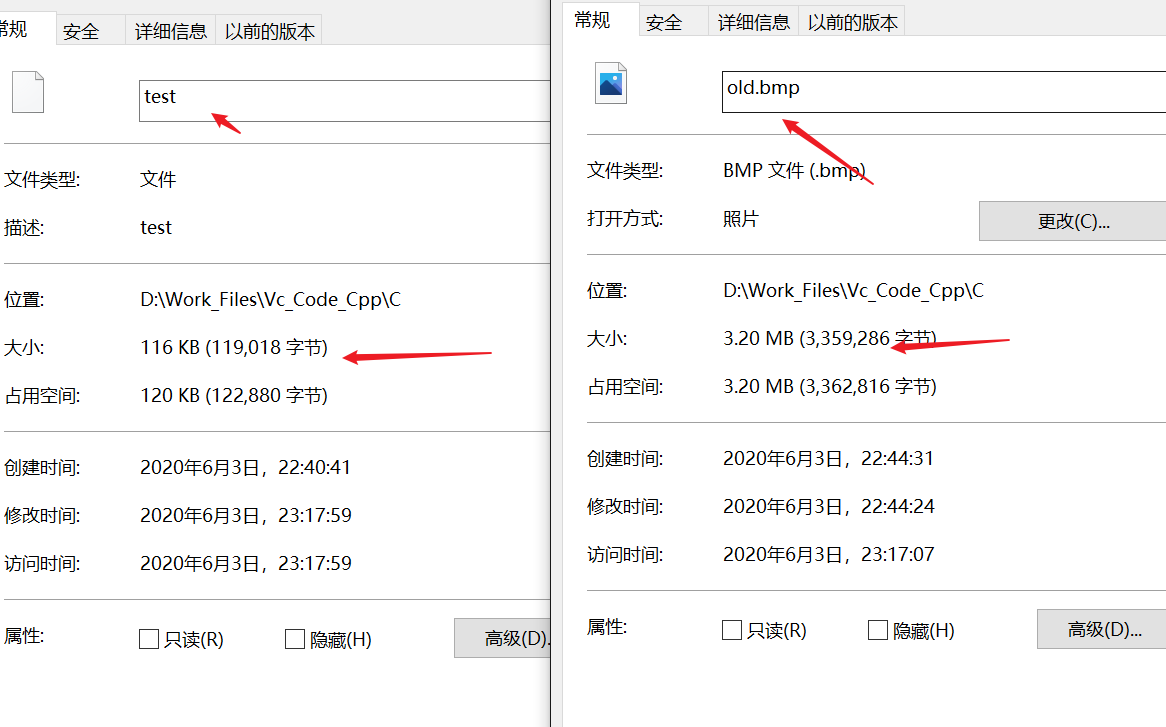 常规 安全 详细信息 以前的版本
test
文件类型: 文件
描述: test
位置: D:\Work_Files\Vc_Code_Cpp\C
大小: 116 KB (119,018 字节)
占用空间: 120 KB (122,880 字节)
创建时间: 2020年6月3日，22:40:41
修改时间: 2020年6月3日，23:17:59
访问时间: 2020年6月3日，23:17:59
属性: 只读(R) 隐藏(H) 高级(D).
常规 安全 详细信息 以前的版本
old.bmp
文件类型: BMP 文件 (.bmp)
打开方式: 照片 更改(C)...
位置: D:\Work_Files\Vc_Code_Cpp\C
大小: 3.20 MB (3,359,286 字节)
占用空间: 3.20 MB (3,362,816 字节)
创建时间: 2020年6月3日，22:44:31
修改时间: 2020年6月3日，22:44:24
访问时间: 2020年6月3日，23:17:07
属性: 只读(R) 隐藏(H) 高级(D)...